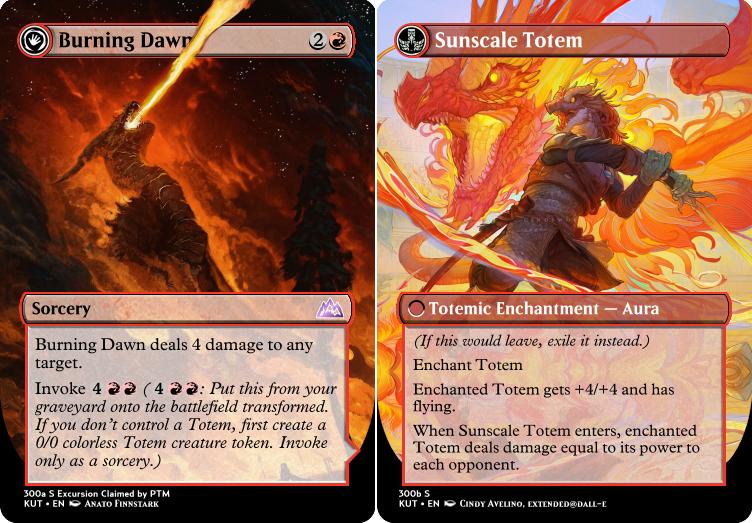 Burning Dawn
2
Sorcery
Burning Dawn deals 4 damage to any
target.
Invoke 4 ( 4 : Put this from your
graveyard onto the battlefield transformed.
If you don't control a Totem, first create a
0/0 colorless Totem creature token. Invoke
only as a sorcery.)
300a S Excursion Claimed by PTM
KUT • EN Anato Finnstark
Sunscale Totem
Totemic Enchantment — Aura
(If this would leave, exile it instead.)
Enchant Totem
Enchanted Totem gets +4/+4 and has
flying.
When Sunscale Totem enters, enchanted
Totem deals damage equal to its power to
each opponent.
300b S
KUT • EN Cindy Avelino, extended@dall-e